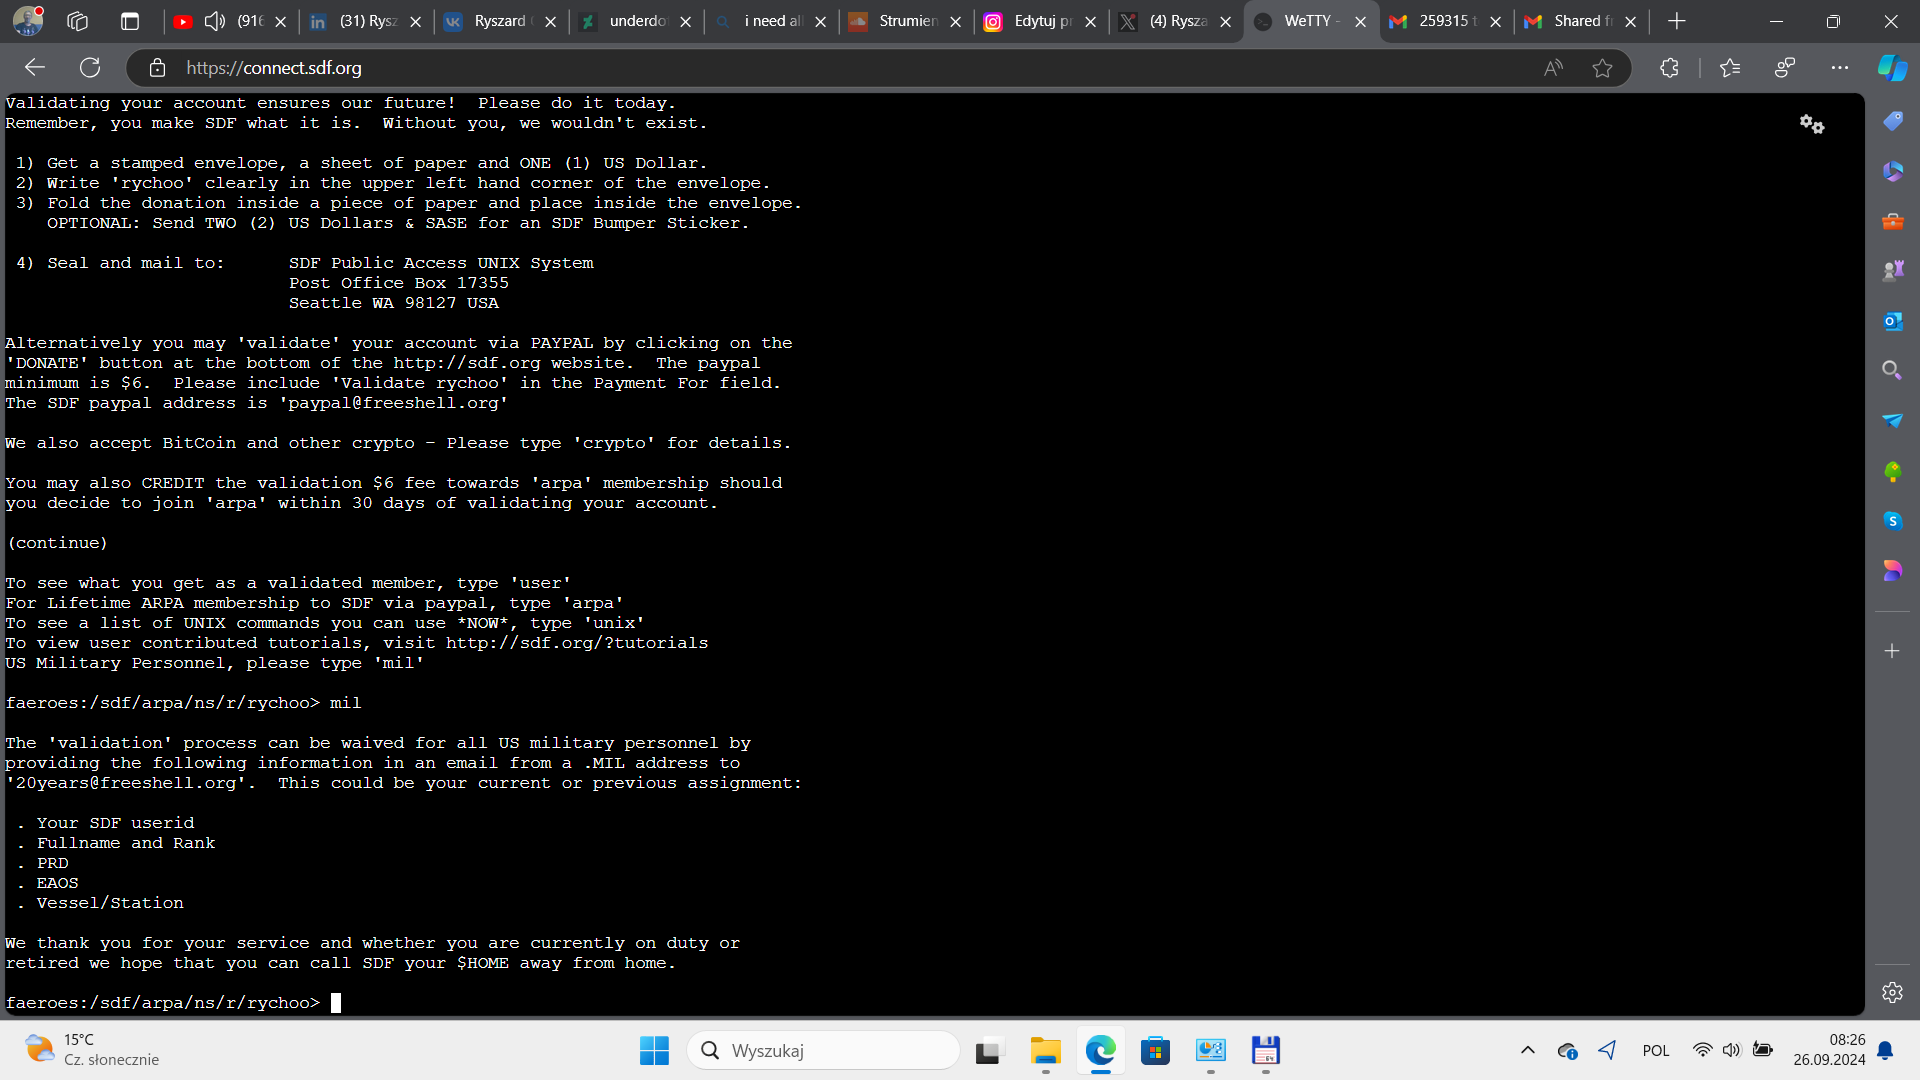 (916
(31) Rysz
Ryszard
underdo
i need all
Strumien
Edytuj pr
(4) Rysza
WeTTY -
259315 t
Shared f
https://connect.sdf.org
Validating your account ensures our future!  Please do it today.
Remember, you make SDF what it is.  Without you, we wouldn't exist.
1) Get a stamped envelope, a sheet of paper and ONE (1) US Dollar.
2) Write 'rychoo' clearly in the upper left hand corner of the envelope.
3) Fold the donation inside a piece of paper and place inside the envelope.
OPTIONAL: Send TWO (2) US Dollars & SASE for an SDF Bumper Sticker.
4) Seal and mail to:      SDF Public Access UNIX System
Post Office Box 17355
Seattle WA 98127 USA
Alternatively you may 'validate' your account via PAYPAL by clicking on the
'DONATE' button at the bottom of the http://sdf.org website.  The paypal
minimum is $6.  Please include 'Validate rychoo' in the Payment For field.
The SDF paypal address is 'paypal@freeshell.org'
We also accept BitCoin and other crypto - Please type 'crypto' for details.
You may also CREDIT the validation $6 fee towards 'arpa' membership should
you decide to join 'arpa' within 30 days of validating your account.
(continue)
To see what you get as a validated member, type 'user'
For Lifetime ARPA membership to SDF via paypal, type 'arpa'
To see a list of UNIX commands you can use *NOW*, type 'unix'
To view user contributed tutorials, visit http://sdf.org/?tutorials
US Military Personnel, please type 'mil'
faeroes:/sdf/arpa/ns/r/rychoo> mil
The 'validation' process can be waived for all US military personnel by
providing the following information in an email from a .MIL address to
'20years@freeshell.org'.  This could be your current or previous assignment:
. Your SDF userid
. Fullname and Rank
. PRD
. EAOS
. Vessel/Station
We thank you for your service and whether you are currently on duty or
retired we hope that you can call SDF your $HOME away from home.
faeroes:/sdf/arpa/ns/r/rychoo>
15°C
Cz. słonecznie
Wyszukaj
POL
08:26
26.09.2024